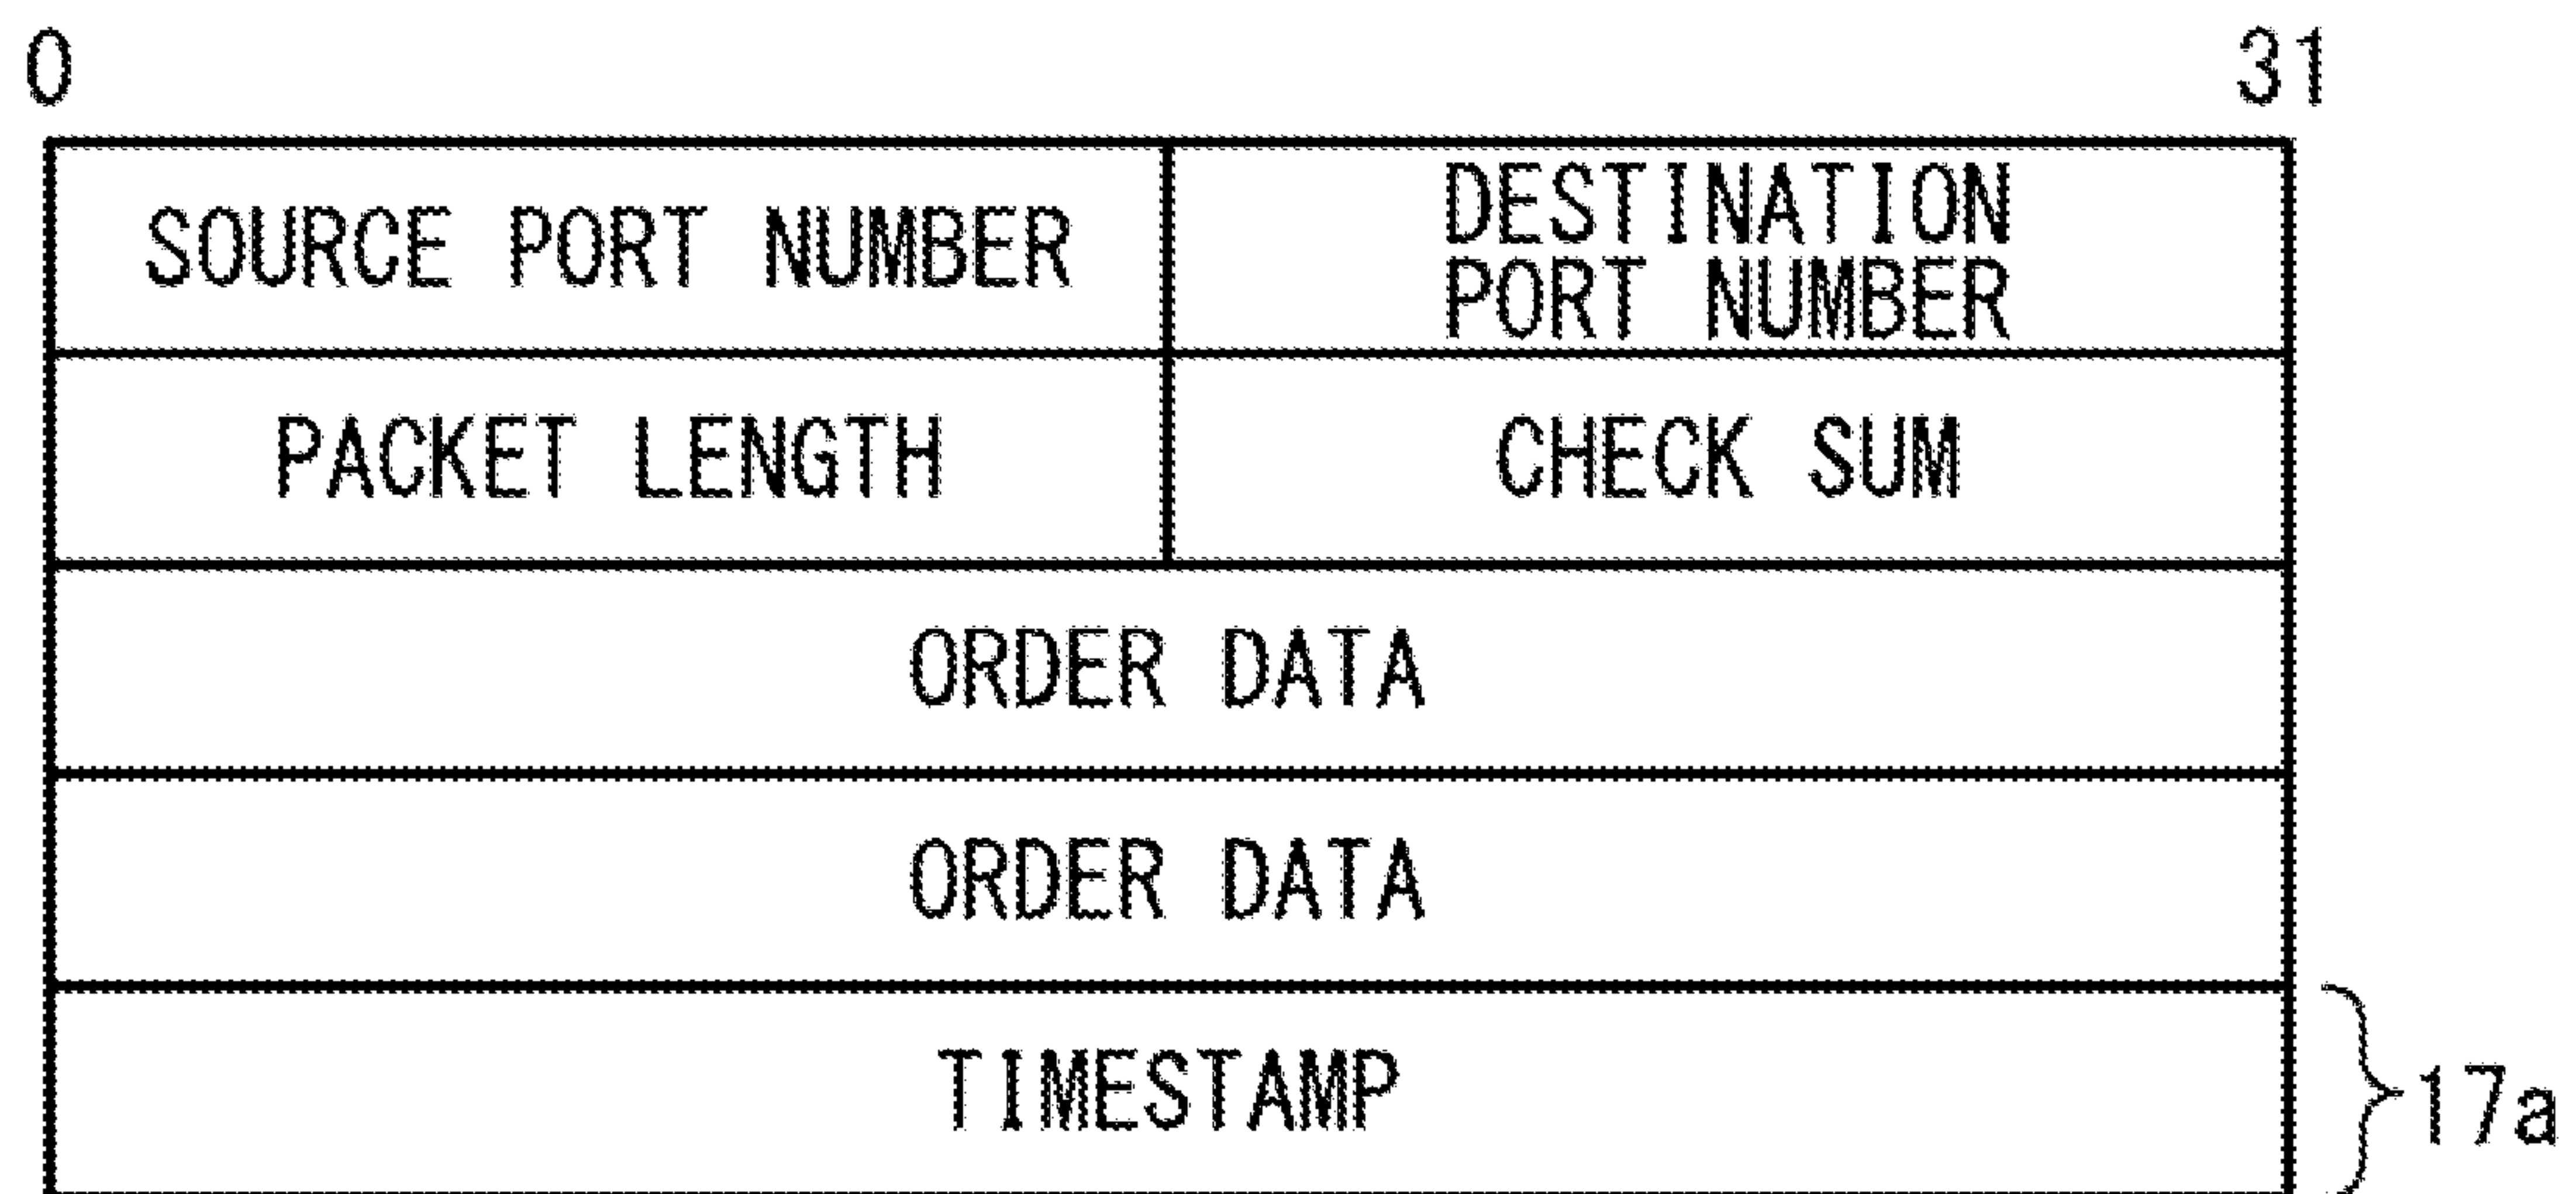 0
31
SOURCE PORT NUMBER
DESTINATION
PORT NUMBER
PACKET LENGTH
CHECK SUM
ORDER DATA
ORDER DATA
TIMESTAMP
17a